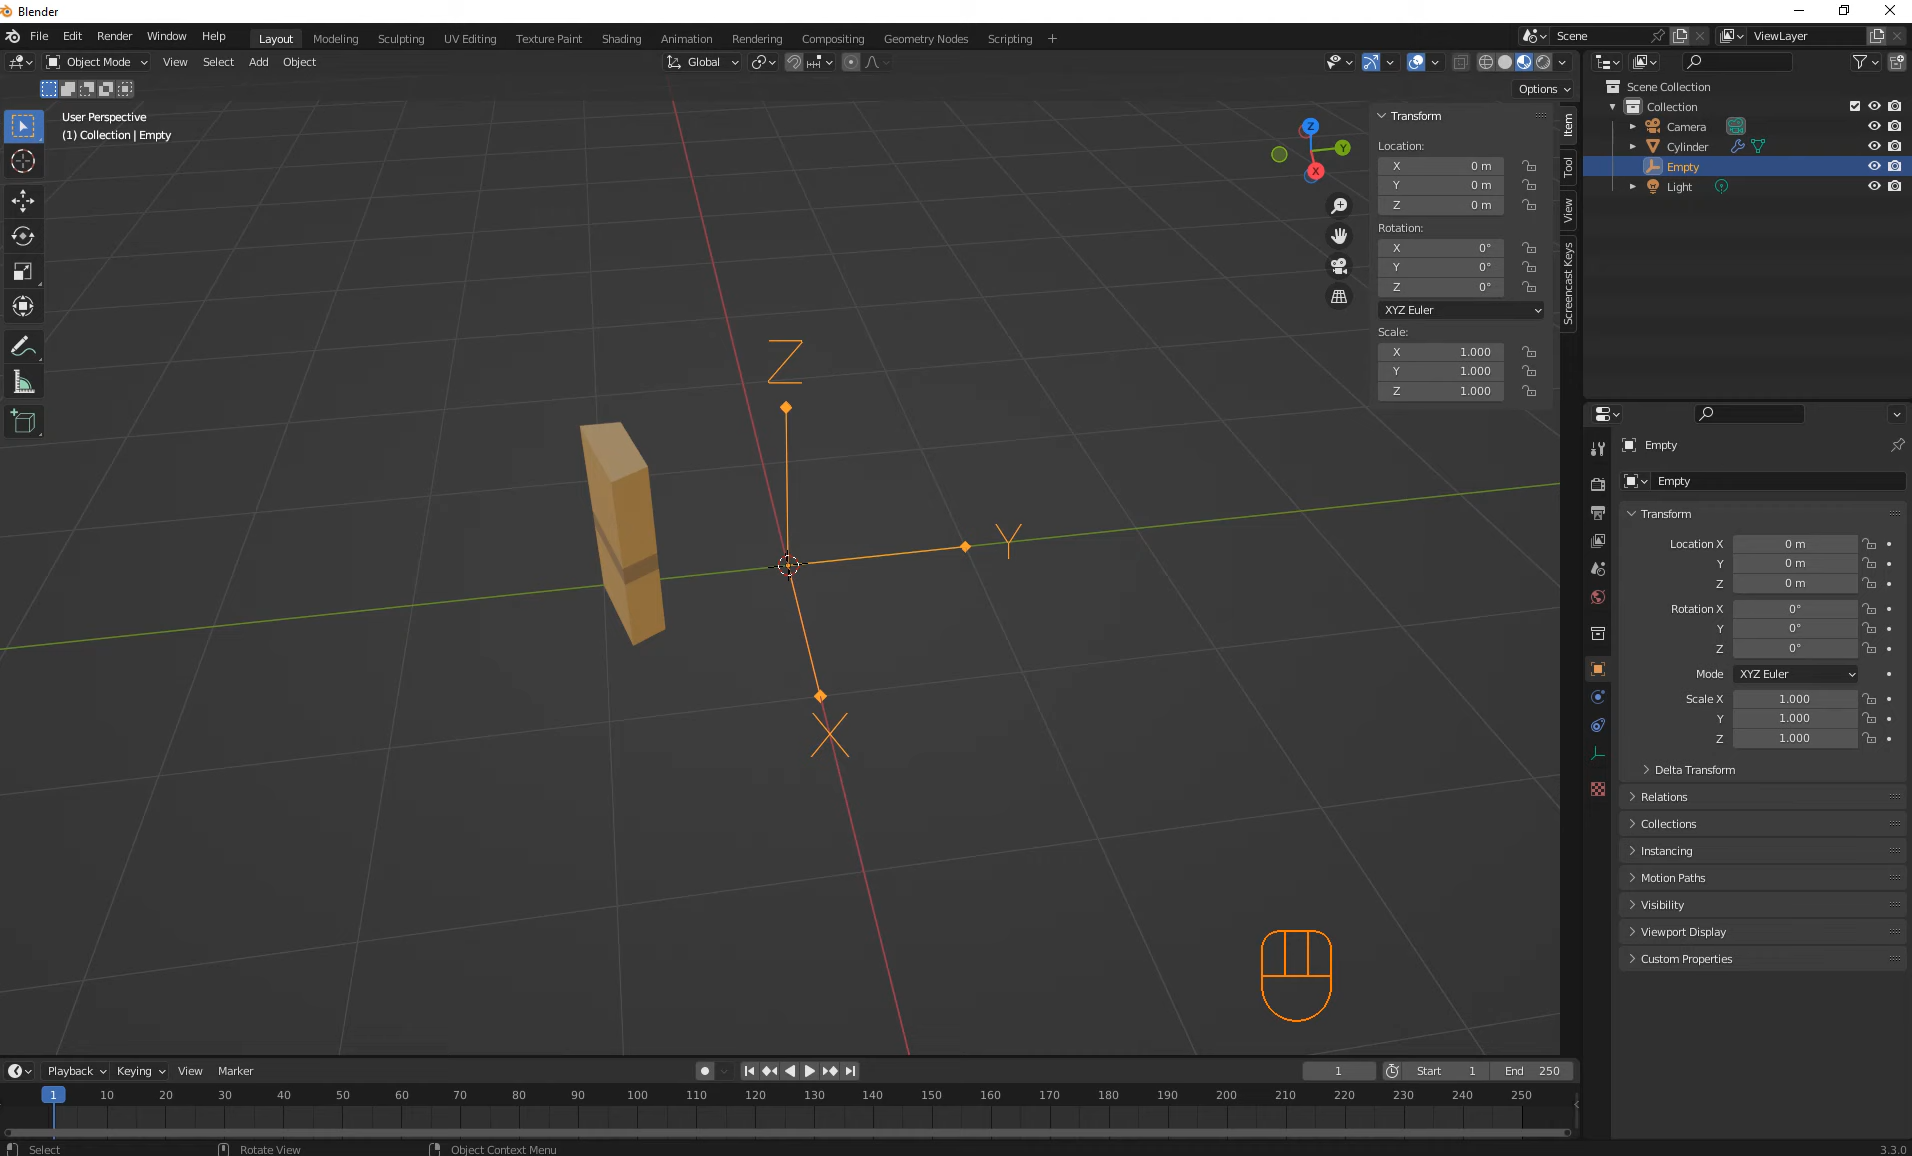 Blender
File Edit Render Window Help Layout Modeling Sculpting UV Editing Texture Paint Shading Animation Rendering Compositing Geometry Nodes Scripting + Scene ViewLayer
Object Mode View Select Add Object Global
Options
User Perspective
(1) Collection | Empty
Transform
Location:
X 0 m
Y 0 m
Z 0 m
Rotation:
X 0°
Y 0°
Z 0°
XYZ Euler
Scale:
X 1.000
Y 1.000
Z 1.000
Item
Tool
View
Screencast Keys
Z
Y
X
Z
Y
X
Scene Collection
Collection
Camera
Cylinder
Empty
Light
Empty
Empty
Transform
Location X 0 m
Y 0 m
Z 0 m
Rotation X 0°
Y 0°
Z 0°
Mode XYZ Euler
Scale X 1.000
Y 1.000
Z 1.000
Delta Transform
Relations
Collections
Instancing
Motion Paths
Visibility
Viewport Display
Custom Properties
Playback Keying View Marker 1 Start 1 End 250
1 10 20 30 40 50 60 70 80 90 100 110 120 130 140 150 160 170 180 190 200 210 220 230 240 250
Select Rotate View Object Context Menu 3.3.0